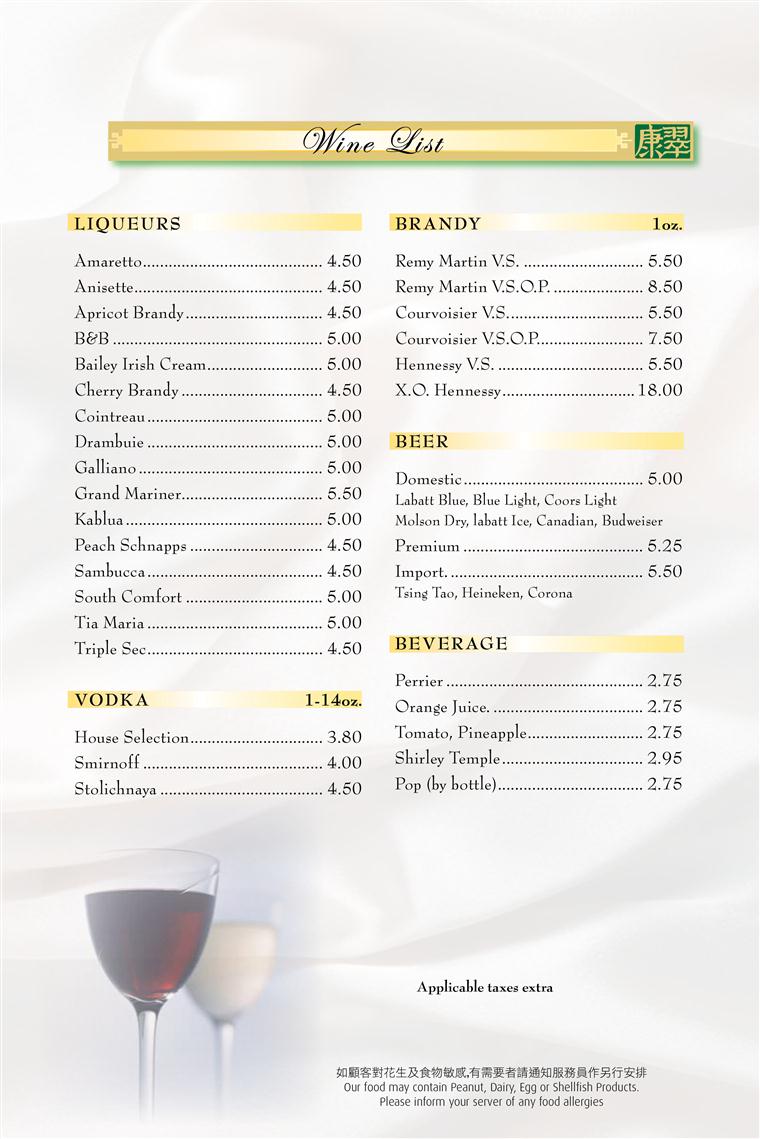 Wine List
康翠
LIQUEURS
Amaretto........................................ 4.50
Anisette.......................................... 4.50
Apricot Brandy............................... 4.50
B&B ................................................ 5.00
Bailey Irish Cream.......................... 5.00
Cherry Brandy ................................ 4.50
Cointreau........................................ 5.00
Drambuie ........................................ 5.00
Galliano .......................................... 5.00
Grand Mariner................................ 5.50
Kablua ............................................. 5.00
Peach Schnapps .............................. 4.50
Sambucca ........................................ 4.50
South Comfort ............................... 5.00
Tia Maria ........................................ 5.00
Triple Sec........................................ 4.50
VODKA 1-14oz.
House Selection.............................. 3.80
Smirnoff ......................................... 4.00
Stolichnaya ..................................... 4.50
BRANDY 1oz.
Remy Martin V.S. ........................... 5.50
Remy Martin V.S.O.P. .................... 8.50
Courvoisier V.S............................... 5.50
Courvoisier V.S.O.P........................ 7.50
Hennessy V.S. ................................. 5.50
X.O. Hennessy............................... 18.00
BEER
Domestic ......................................... 5.00
Labatt Blue, Blue Light, Coors Light
Molson Dry, labatt Ice, Canadian, Budweiser
Premium ......................................... 5.25
Import. ............................................ 5.50
Tsing Tao, Heineken, Corona
BEVERAGE
Perrier ............................................. 2.75
Orange Juice. .................................. 2.75
Tomato, Pineapple.......................... 2.75
Shirley Temple ................................ 2.95
Pop (by bottle)................................. 2.75
Applicable taxes extra
如顧客對花生及食物敏感,有需要者請通知服務員作另行安排
Our food may contain Peanut, Dairy, Egg or Shellfish Products.
Please inform your server of any food allergies